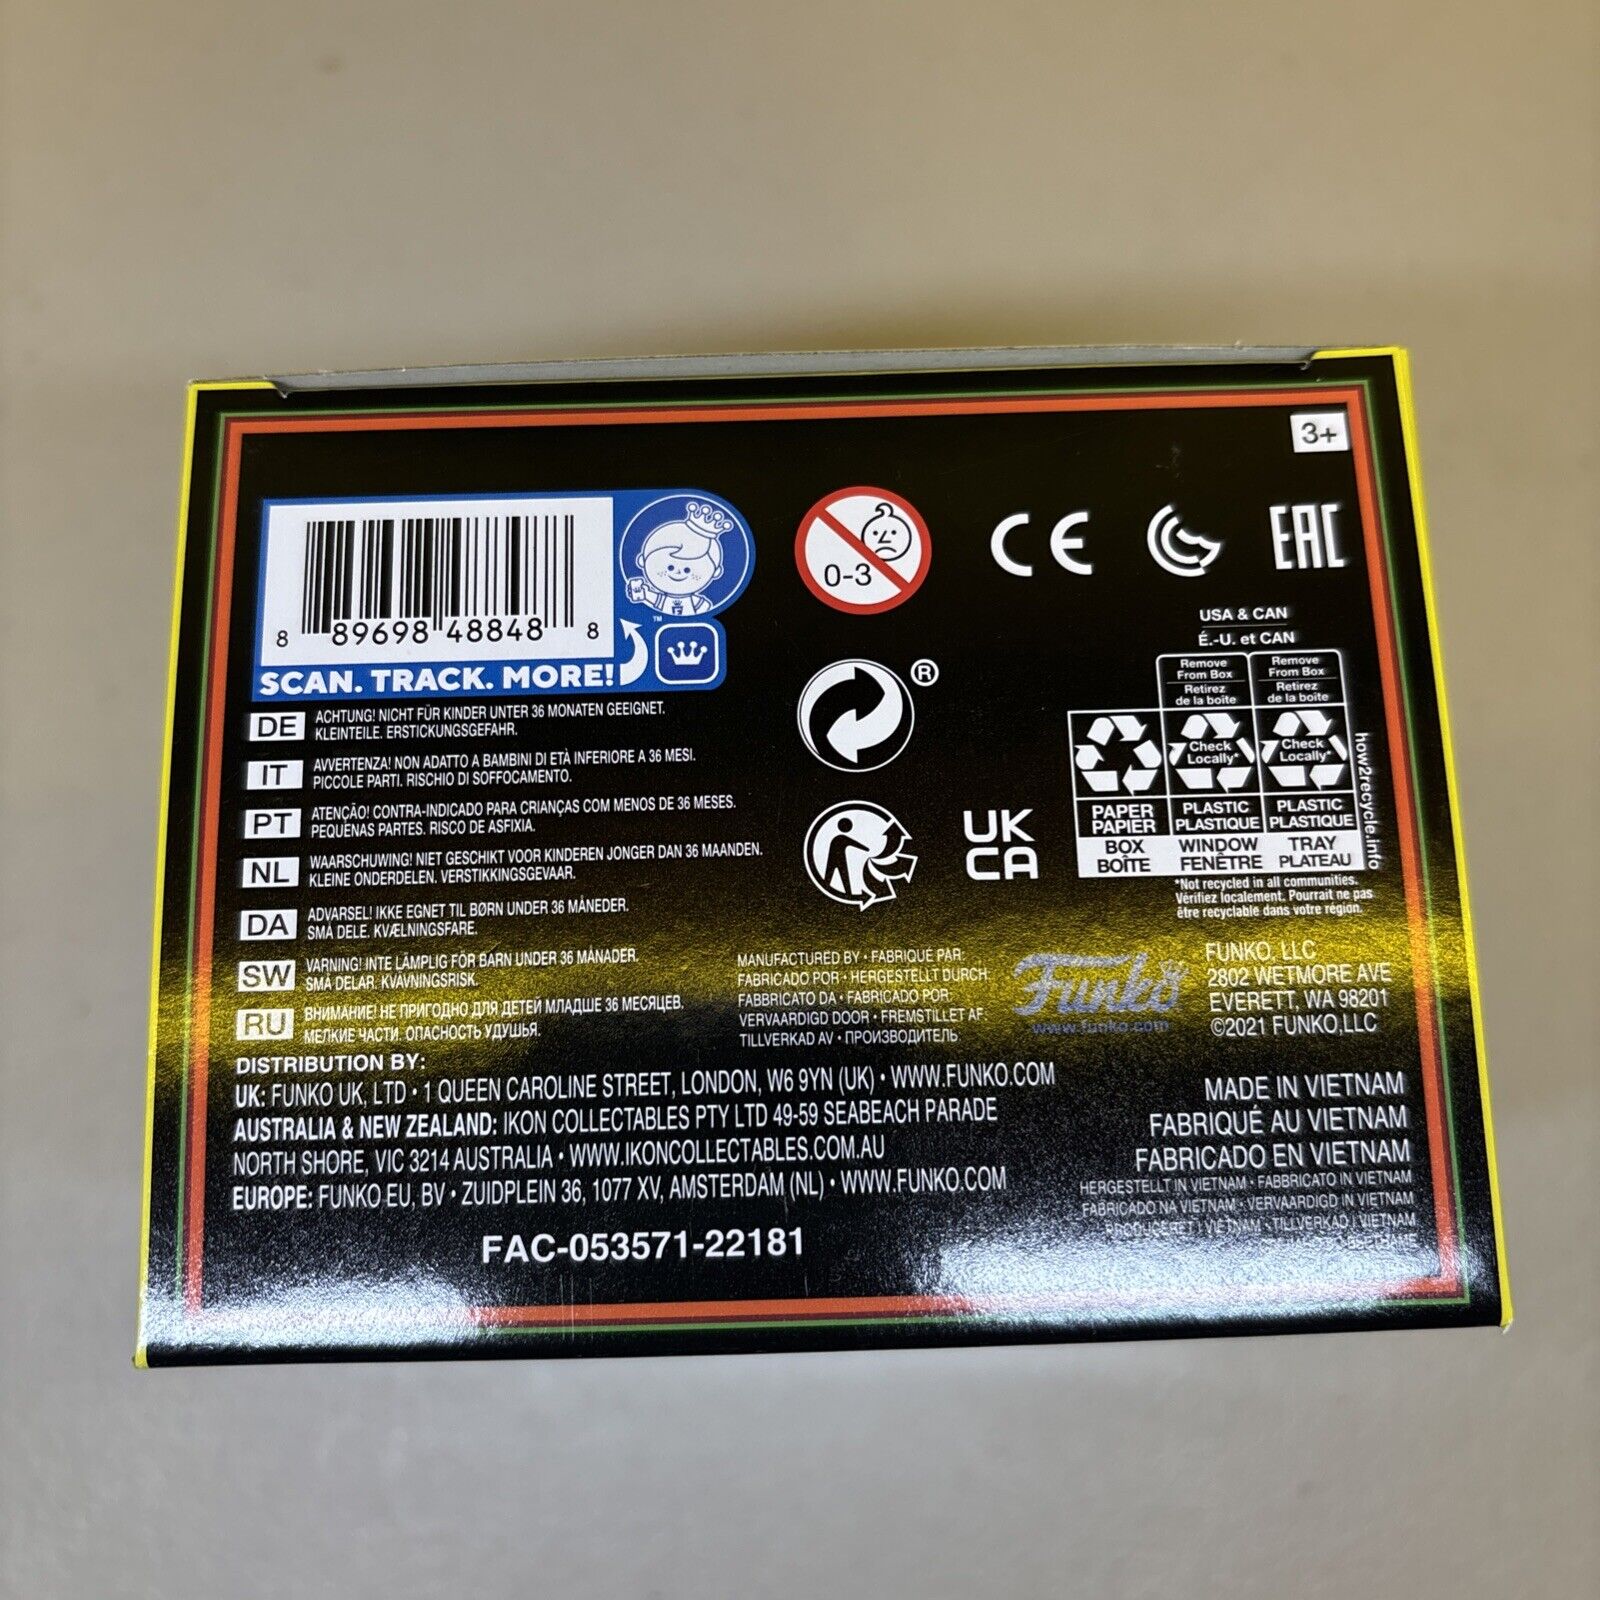 3+
8 89698 48848 8
SCAN. TRACK. MORE!
TM
0-3
CE
EAC
DE
ACHTUNG! NICHT FÜR KINDER UNTER 36 MONATEN GEEIGNET.
KLEINTEILE. ERSTICKUNGSGEFAHR.
IT
AVVERTENZA! NON ADATTO A BAMBINI DI ETÀ INFERIORE A 36 MESI.
PICCOLE PARTI. RISCHIO DI SOFFOCAMENTO.
PT
ATENÇÃO! CONTRA-INDICADO PARA CRIANÇAS COM MENOS DE 36 MESES.
PEQUENAS PARTES. RISCO DE ASFIXIA.
NL
WAARSCHUWING! NIET GESCHIKT VOOR KINDEREN JONGER DAN 36 MAANDEN.
KLEINE ONDERDELEN. VERSTIKKINGSGEVAAR.
DA
ADVARSEL! IKKE EGNET TIL BØRN UNDER 36 MÅNEDER.
SMÅ DELE. KVÆLNINGSFARE.
SW
VARNING! INTE LÄMPLIG FÖR BARN UNDER 36 MÅNADER.
SMÅ DELAR. KVÄVNINGSRISK.
RU
ВНИМАНИЕ! НЕ ПРИГОДНО ДЛЯ ДЕТЕЙ МЛАДШЕ 36 МЕСЯЦЕВ.
МЕЛКИЕ ЧАСТИ. ОПАСНОСТЬ УДУШЬЯ.
®
UK
CA
USA & CAN
É.-U. et CAN
Remove
From Box
Retirez
de la boîte
Remove
From Box
Retirez
de la boîte
Check
Locally*
Check
Locally*
PAPER
PAPIER
PLASTIC
PLASTIQUE
PLASTIC
PLASTIQUE
BOX
BOÎTE
WINDOW
FENÊTRE
TRAY
PLATEAU
how2recycle.info
*Not recycled in all communities.
Vérifiez localement. Pourrait ne pas
être recyclable dans votre région.
MANUFACTURED BY • FABRIQUÉ PAR:
FABRICADO POR • HERGESTELLT DURCH:
FABBRICATO DA • FABRICADO POR:
VERVAARDIGD DOOR • FREMSTILLET AF:
TILLVERKAD AV • ПРОИЗВОДИТЕЛЬ
Funko
www.funko.com
FUNKO, LLC
2802 WETMORE AVE
EVERETT, WA 98201
©2021 FUNKO,LLC
DISTRIBUTION BY:
UK: FUNKO UK, LTD • 1 QUEEN CAROLINE STREET, LONDON, W6 9YN (UK) • WWW.FUNKO.COM
AUSTRALIA & NEW ZEALAND: IKON COLLECTABLES PTY LTD 49-59 SEABEACH PARADE
NORTH SHORE, VIC 3214 AUSTRALIA • WWW.IKONCOLLECTABLES.COM.AU
EUROPE: FUNKO EU, BV • ZUIDPLEIN 36, 1077 XV, AMSTERDAM (NL) • WWW.FUNKO.COM
MADE IN VIETNAM
FABRIQUÉ AU VIETNAM
FABRICADO EN VIETNAM
HERGESTELLT IN VIETNAM • FABBRICATO IN VIETNAM
FABRICADO NA VIETNAM • VERVAARDIGD IN VIETNAM
PRODUCERET I VIETNAM • TILLVERKAD I VIETNAM
FAC-053571-22181